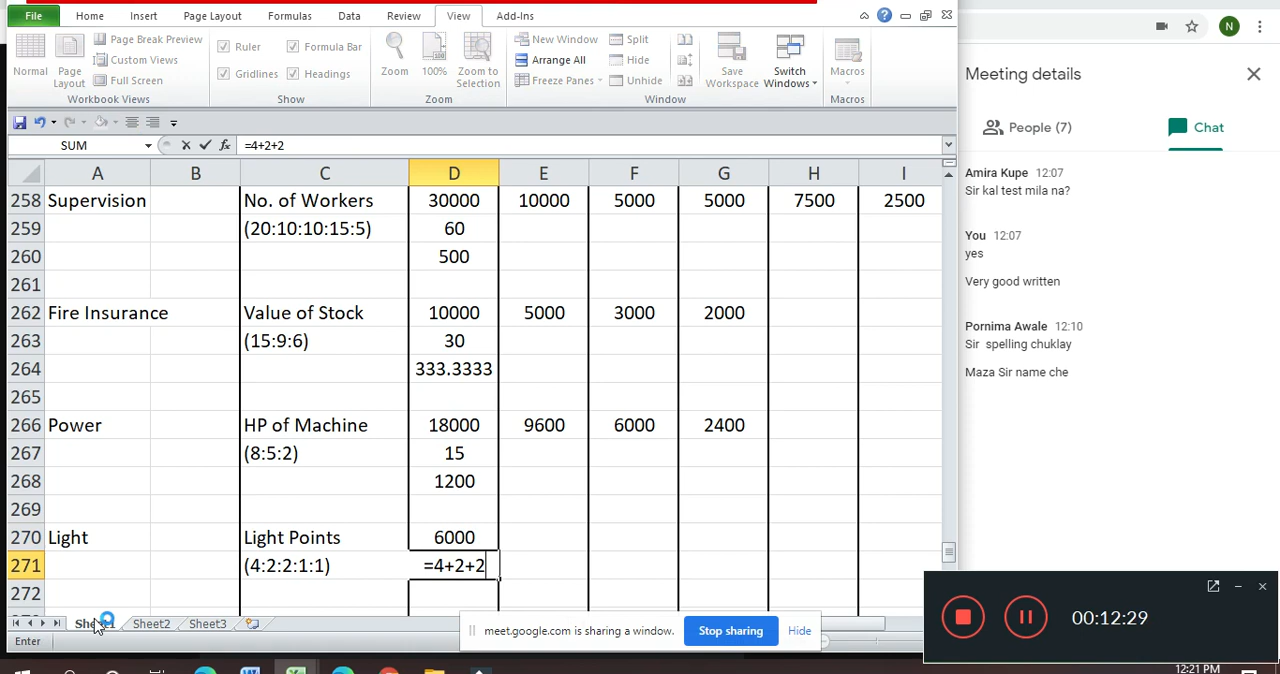 File Home Insert Page Layout Formulas Data Review View Add-Ins
Normal Page Layout Page Break Preview Custom Views Full Screen
Workbook Views
Ruler Formula Bar
Gridlines Headings
Show
Zoom 100% Zoom to Selection
Zoom
New Window Split
Arrange All Hide
Freeze Panes Unhide
Save Workspace Switch Windows
Window
Macros
Macros
SUM fx =4+2+2
A B C D E F G H I
258 Supervision No. of Workers 30000 10000 5000 5000 7500 2500
259 (20:10:10:15:5) 60
260 500
261
262 Fire Insurance Value of Stock 10000 5000 3000 2000
263 (15:9:6) 30
264 333.3333
265
266 Power HP of Machine 18000 9600 6000 2400
267 (8:5:2) 15
268 1200
269
270 Light Light Points 6000
271 (4:2:2:1:1) =4+2+2
272
Sheet2 Sheet3
Enter
meet.google.com is sharing a window. Stop sharing Hide
N
Meeting details
People (7) Chat
Amira Kupe 12:07
Sir kal test mila na?
You 12:07
yes
Very good written
Pornima Awale 12:10
Sir spelling chuklay
Maza Sir name che
00:12:29
12:21 PM